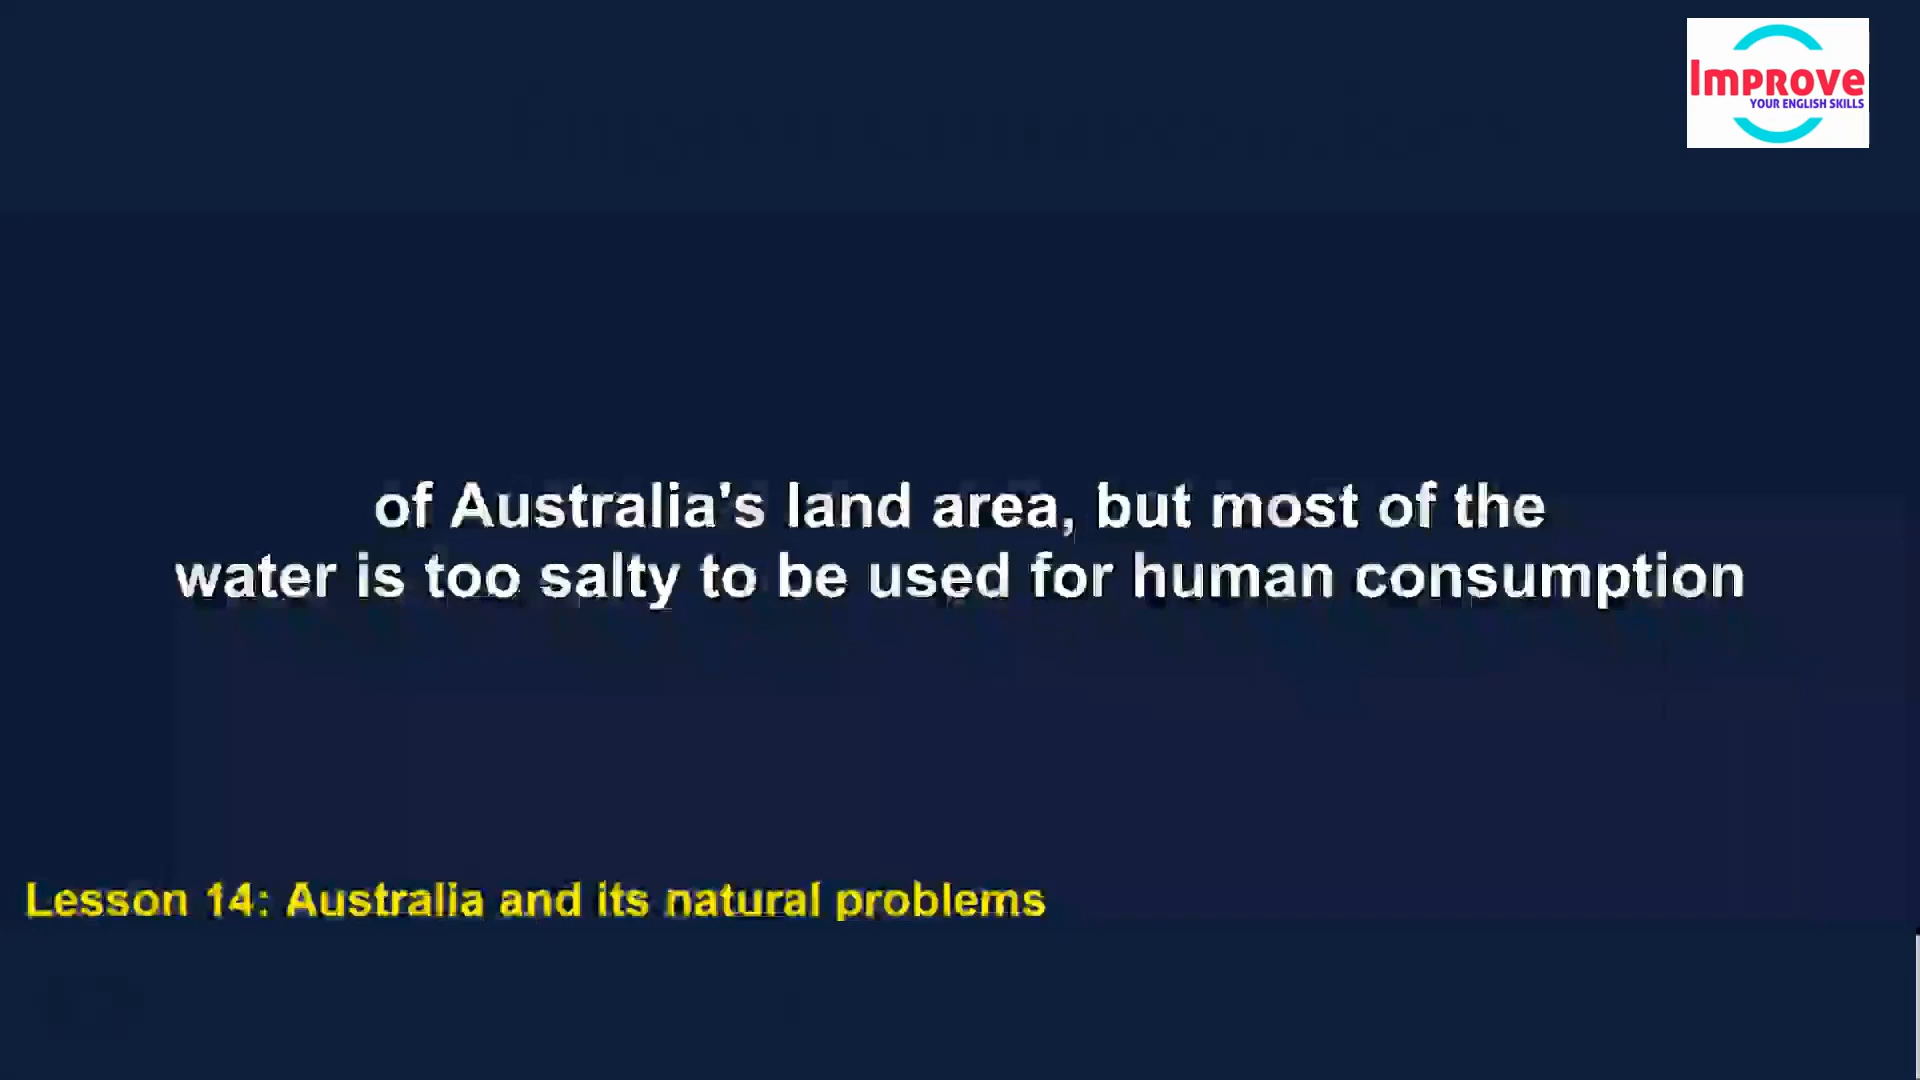 Improve
YOUR ENGLISH SKILLS
of Australia's land area, but most of the
water is too salty to be used for human consumption
Lesson 14: Australia and its natural problems